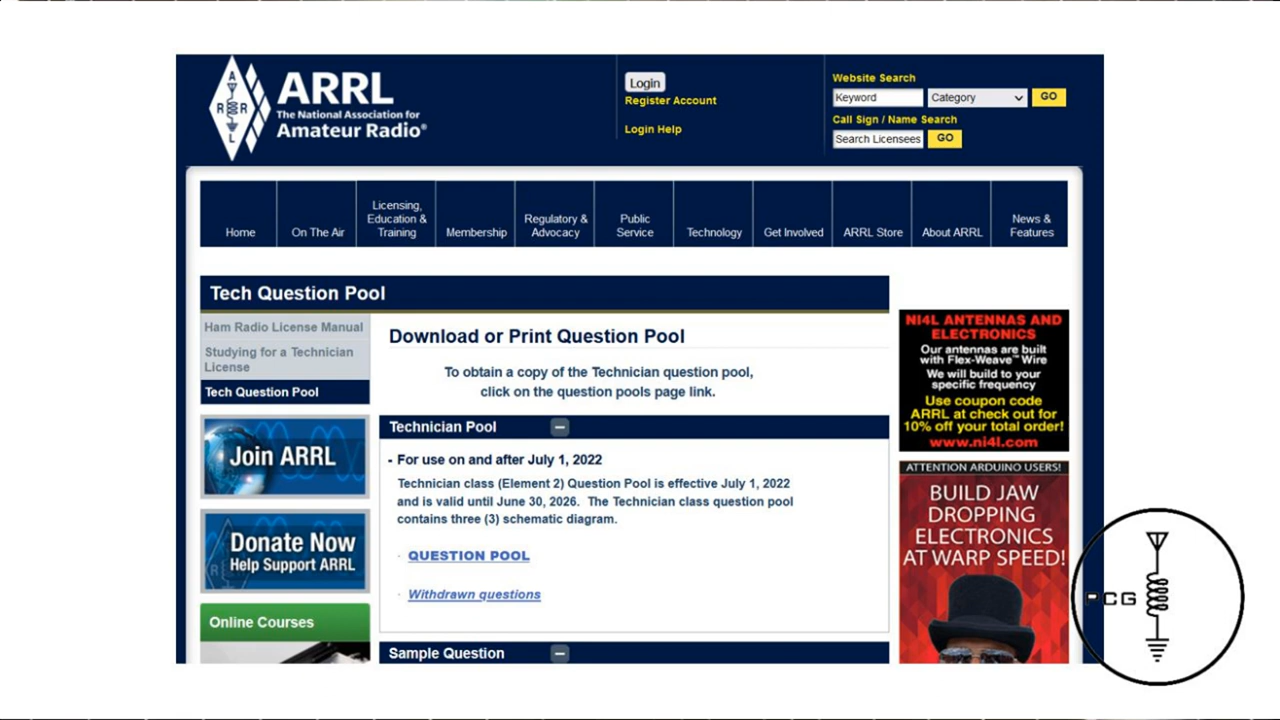 A
R R
L
ARRL
The National Association for
Amateur Radio®
Login
Register Account
Login Help
Website Search
Keyword
Category
GO
Call Sign / Name Search
Search Licensees
GO
Home
On The Air
Licensing,
Education &
Training
Membership
Regulatory &
Advocacy
Public
Service
Technology
Get Involved
ARRL Store
About ARRL
News &
Features
Tech Question Pool
Ham Radio License Manual
Studying for a Technician
License
Tech Question Pool
Join ARRL
Donate Now
Help Support ARRL
Online Courses
Download or Print Question Pool
To obtain a copy of the Technician question pool,
click on the question pools page link.
Technician Pool
- For use on and after July 1, 2022
Technician class (Element 2) Question Pool is effective July 1, 2022
and is valid until June 30, 2026. The Technician class question pool
contains three (3) schematic diagram.
QUESTION POOL
Withdrawn questions
Sample Question
NI4L ANTENNAS AND
ELECTRONICS
Our antennas are built
with Flex-Weave™ Wire
We will build to your
specific frequency
Use coupon code
ARRL at check out for
10% off your total order!
www.ni4l.com
ATTENTION ARDUINO USERS!
BUILD JAW
DROPPING
ELECTRONICS
AT WARP SPEED!
PCG